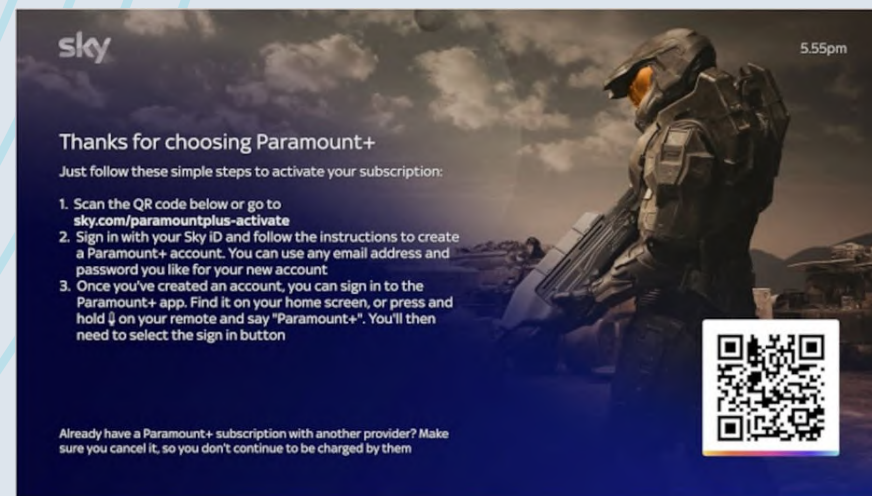 sky
5.55pm
Thanks for choosing Paramount+
Just follow these simple steps to activate your subscription:
1. Scan the QR code below or go to
sky.com/paramountplus-activate
2. Sign in with your Sky iD and follow the instructions to create
a Paramount+ account. You can use any email address and
password you like for your new account
3. Once you've created an account, you can sign in to the
Paramount+ app. Find it on your home screen, or press and
hold on your remote and say "Paramount+". You'll then
need to select the sign in button
Already have a Paramount+ subscription with another provider? Make
sure you cancel it, so you don't continue to be charged by them